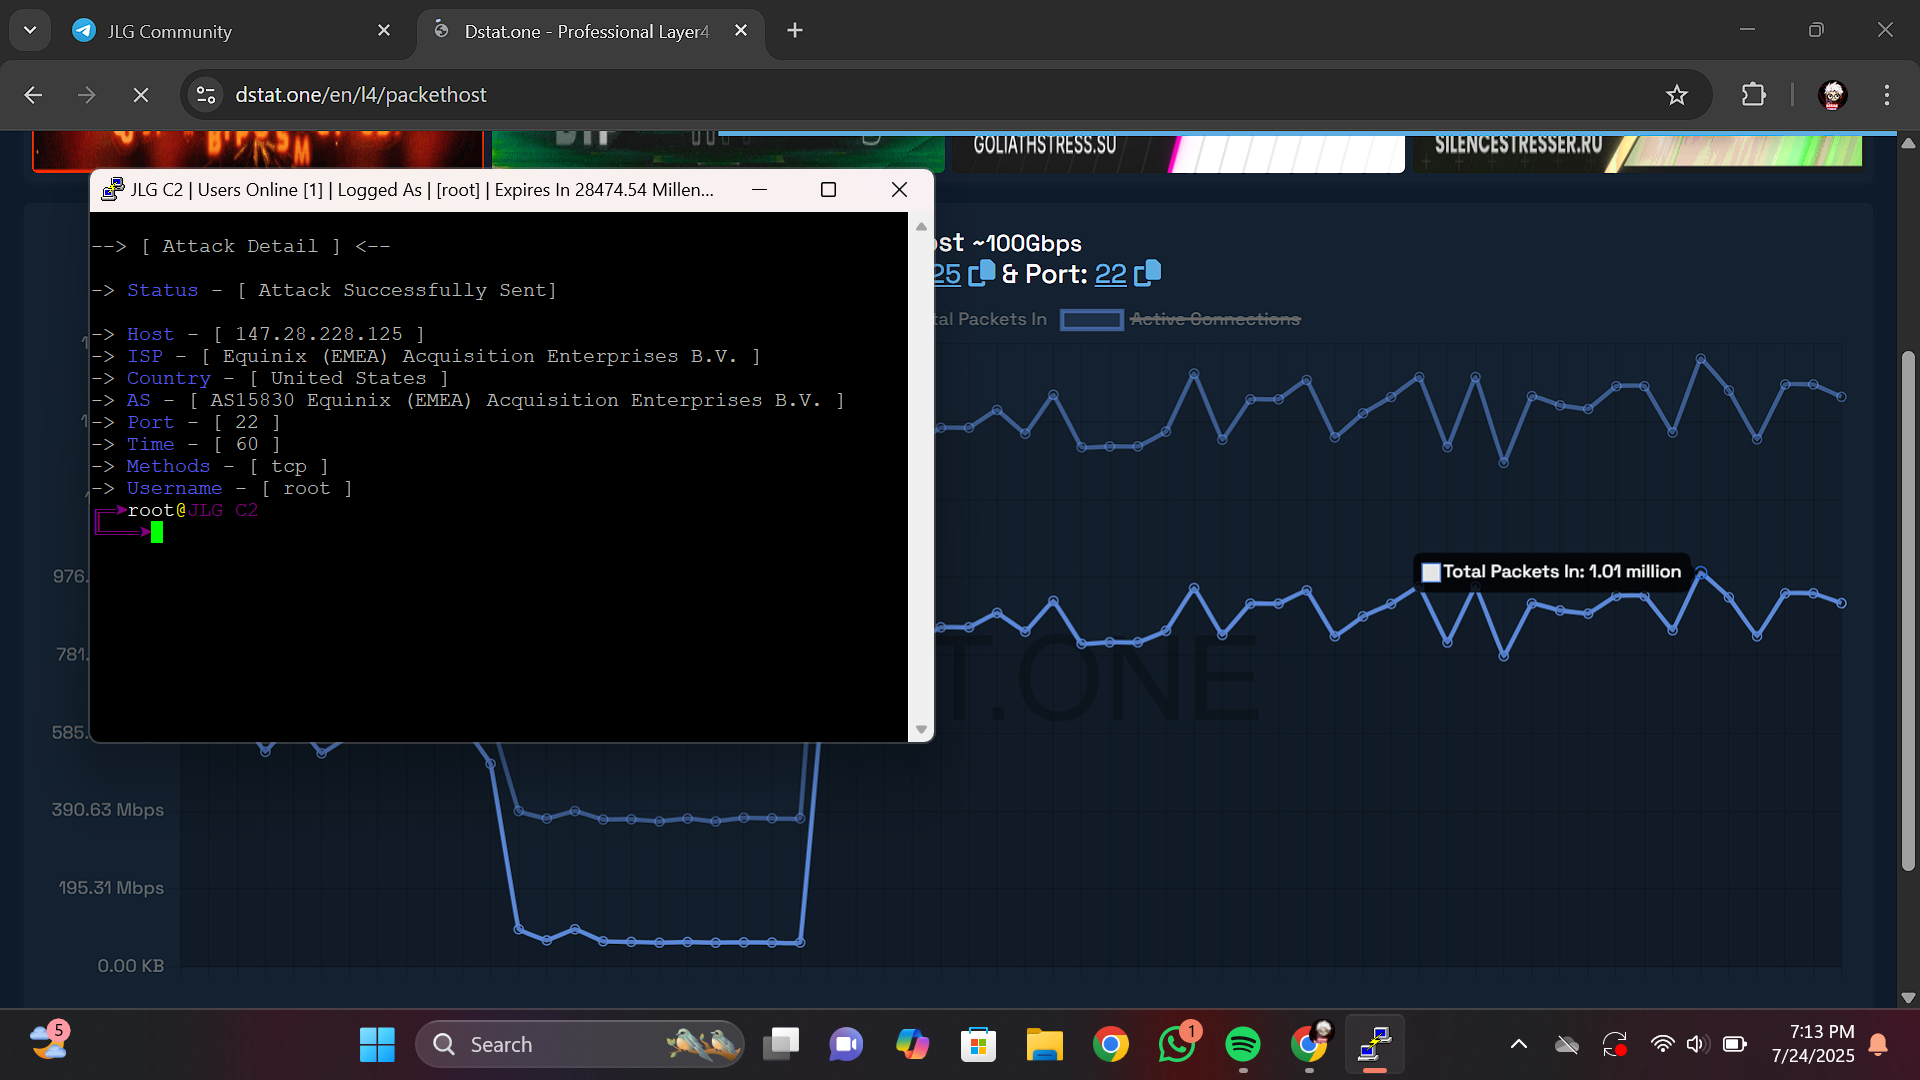 JLG Community
Dstat.one - Professional Layer4
dstat.one/en/l4/packethost
GOLIATHSTRESS.SU
SILENCESTRESSER.RU
JLG C2 | Users Online [1] | Logged As | [root] | Expires In 28474.54 Millen...
--> [ Attack Detail ] <--
-> Status - [ Attack Successfully Sent]
-> Host - [ 147.28.228.125 ]
-> ISP - [ Equinix (EMEA) Acquisition Enterprises B.V. ]
-> Country - [ United States ]
-> AS - [ AS15830 Equinix (EMEA) Acquisition Enterprises B.V. ]
-> Port - [ 22 ]
-> Time - [ 60 ]
-> Methods - [ tcp ]
-> Username - [ root ]
root@JLG C2
ost ~100Gbps
25 & Port: 22
tal Packets In Active Connections
Total Packets In: 1.01 million
T.ONE
976.
781.
585.
390.63 Mbps
195.31 Mbps
0.00 KB
5
Search
1
7:13 PM
7/24/2025